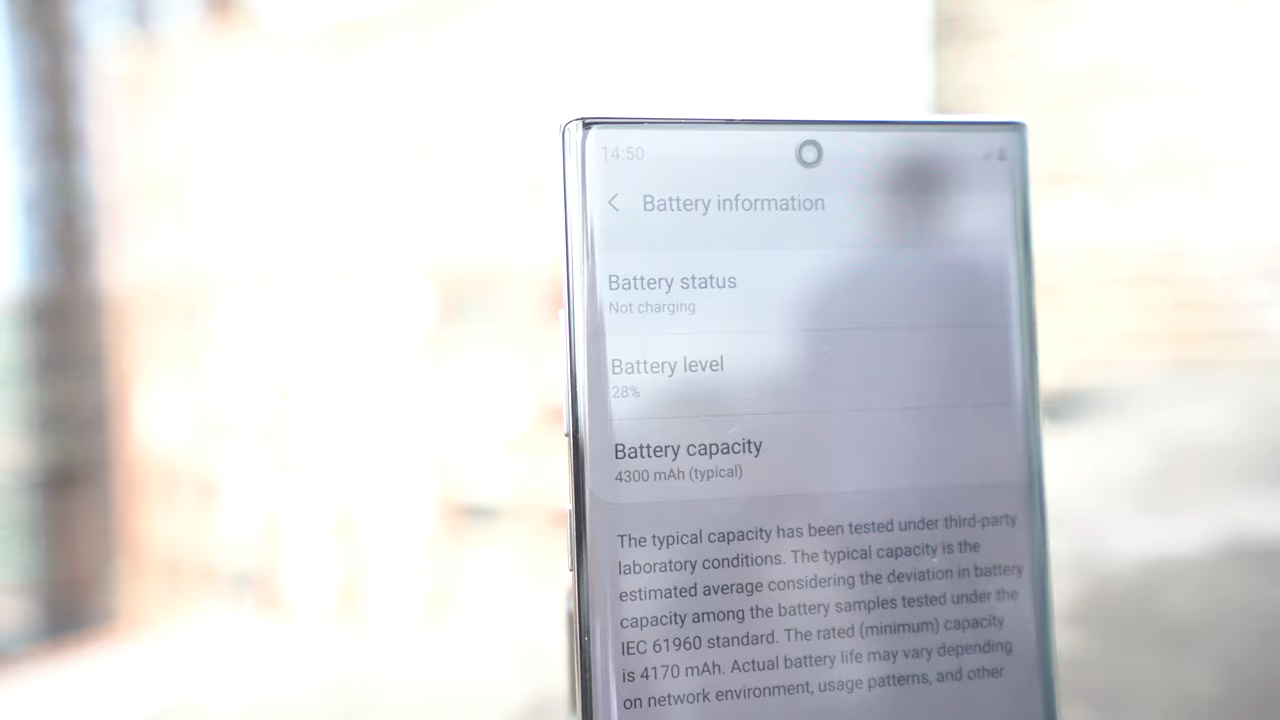 14:50
Battery information
Battery status
Not charging
Battery level
28%
Battery capacity
4300 mAh (typical)
The typical capacity has been tested under third-party
laboratory conditions. The typical capacity is the
estimated average considering the deviation in battery
capacity among the battery samples tested under the
IEC 61960 standard. The rated (minimum) capacity
is 4170 mAh. Actual battery life may vary depending
on network environment, usage patterns, and other